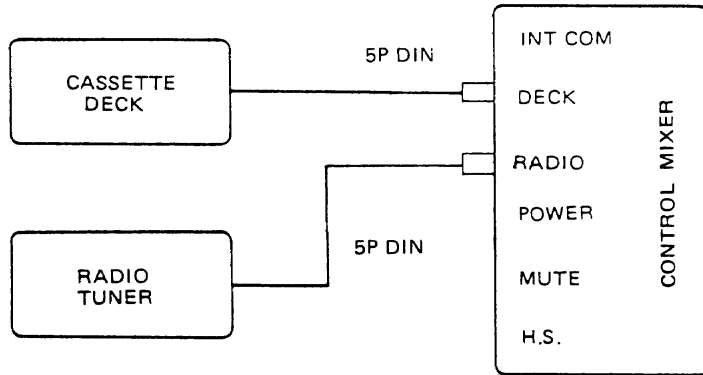 CASSETTE
DECK
5P DIN
RADIO
TUNER
5P DIN
INT COM
DECK
RADIO
POWER
MUTE
H.S.
CONTROL MIXER